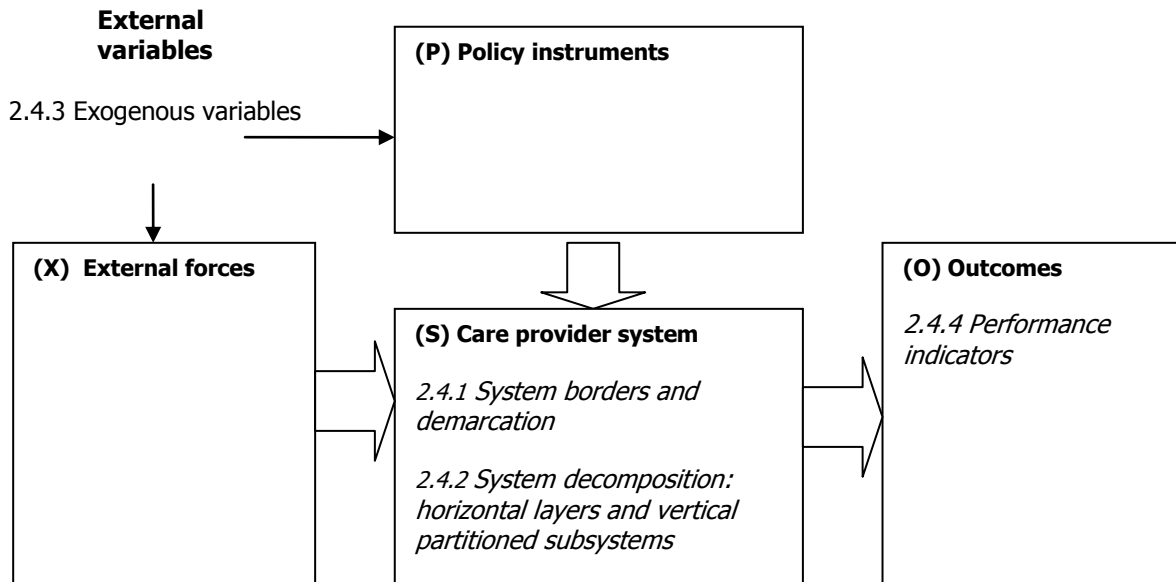 External
variables
2.4.3 Exogenous variables
(P) Policy instruments
(X) External forces
(S) Care provider system
2.4.1 System borders and
demarcation
2.4.2 System decomposition:
horizontal layers and vertical
partitioned subsystems
(O) Outcomes
2.4.4 Performance
indicators